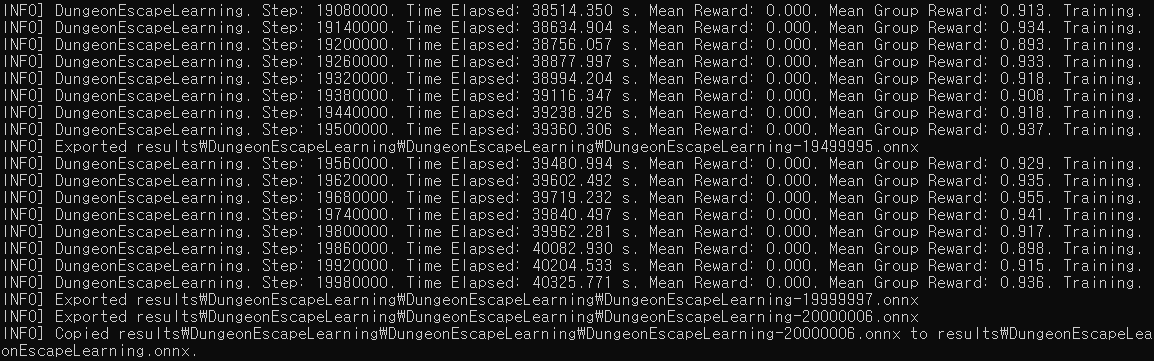 INFO] DungeonEscapeLearning. Step: 19080000. Time Elapsed: 38514.350 s. Mean Reward: 0.000. Mean Group Reward: 0.913. Training.
INFO] DungeonEscapeLearning. Step: 19140000. Time Elapsed: 38634.904 s. Mean Reward: 0.000. Mean Group Reward: 0.934. Training.
INFO] DungeonEscapeLearning. Step: 19200000. Time Elapsed: 38756.057 s. Mean Reward: 0.000. Mean Group Reward: 0.893. Training.
INFO] DungeonEscapeLearning. Step: 19260000. Time Elapsed: 38877.997 s. Mean Reward: 0.000. Mean Group Reward: 0.933. Training.
INFO] DungeonEscapeLearning. Step: 19320000. Time Elapsed: 38994.204 s. Mean Reward: 0.000. Mean Group Reward: 0.918. Training.
INFO] DungeonEscapeLearning. Step: 19380000. Time Elapsed: 39116.347 s. Mean Reward: 0.000. Mean Group Reward: 0.908. Training.
INFO] DungeonEscapeLearning. Step: 19440000. Time Elapsed: 39238.926 s. Mean Reward: 0.000. Mean Group Reward: 0.918. Training.
INFO] DungeonEscapeLearning. Step: 19500000. Time Elapsed: 39360.306 s. Mean Reward: 0.000. Mean Group Reward: 0.937. Training.
INFO] Exported results₩DungeonEscapeLearning₩DungeonEscapeLearning₩DungeonEscapeLearning-19499995.onnx
INFO] DungeonEscapeLearning. Step: 19560000. Time Elapsed: 39480.994 s. Mean Reward: 0.000. Mean Group Reward: 0.929. Training.
INFO] DungeonEscapeLearning. Step: 19620000. Time Elapsed: 39602.492 s. Mean Reward: 0.000. Mean Group Reward: 0.935. Training.
INFO] DungeonEscapeLearning. Step: 19680000. Time Elapsed: 39719.232 s. Mean Reward: 0.000. Mean Group Reward: 0.955. Training.
INFO] DungeonEscapeLearning. Step: 19740000. Time Elapsed: 39840.497 s. Mean Reward: 0.000. Mean Group Reward: 0.941. Training.
INFO] DungeonEscapeLearning. Step: 19800000. Time Elapsed: 39962.281 s. Mean Reward: 0.000. Mean Group Reward: 0.917. Training.
INFO] DungeonEscapeLearning. Step: 19860000. Time Elapsed: 40082.930 s. Mean Reward: 0.000. Mean Group Reward: 0.898. Training.
INFO] DungeonEscapeLearning. Step: 19920000. Time Elapsed: 40204.533 s. Mean Reward: 0.000. Mean Group Reward: 0.915. Training.
INFO] DungeonEscapeLearning. Step: 19980000. Time Elapsed: 40325.771 s. Mean Reward: 0.000. Mean Group Reward: 0.936. Training.
INFO] Exported results₩DungeonEscapeLearning₩DungeonEscapeLearning₩DungeonEscapeLearning-19999997.onnx
INFO] Exported results₩DungeonEscapeLearning₩DungeonEscapeLearning₩DungeonEscapeLearning-20000006.onnx
INFO] Copied results₩DungeonEscapeLearning₩DungeonEscapeLearning₩DungeonEscapeLearning-20000006.onnx to results₩DungeonEscapeLea
onEscapeLearning.onnx.